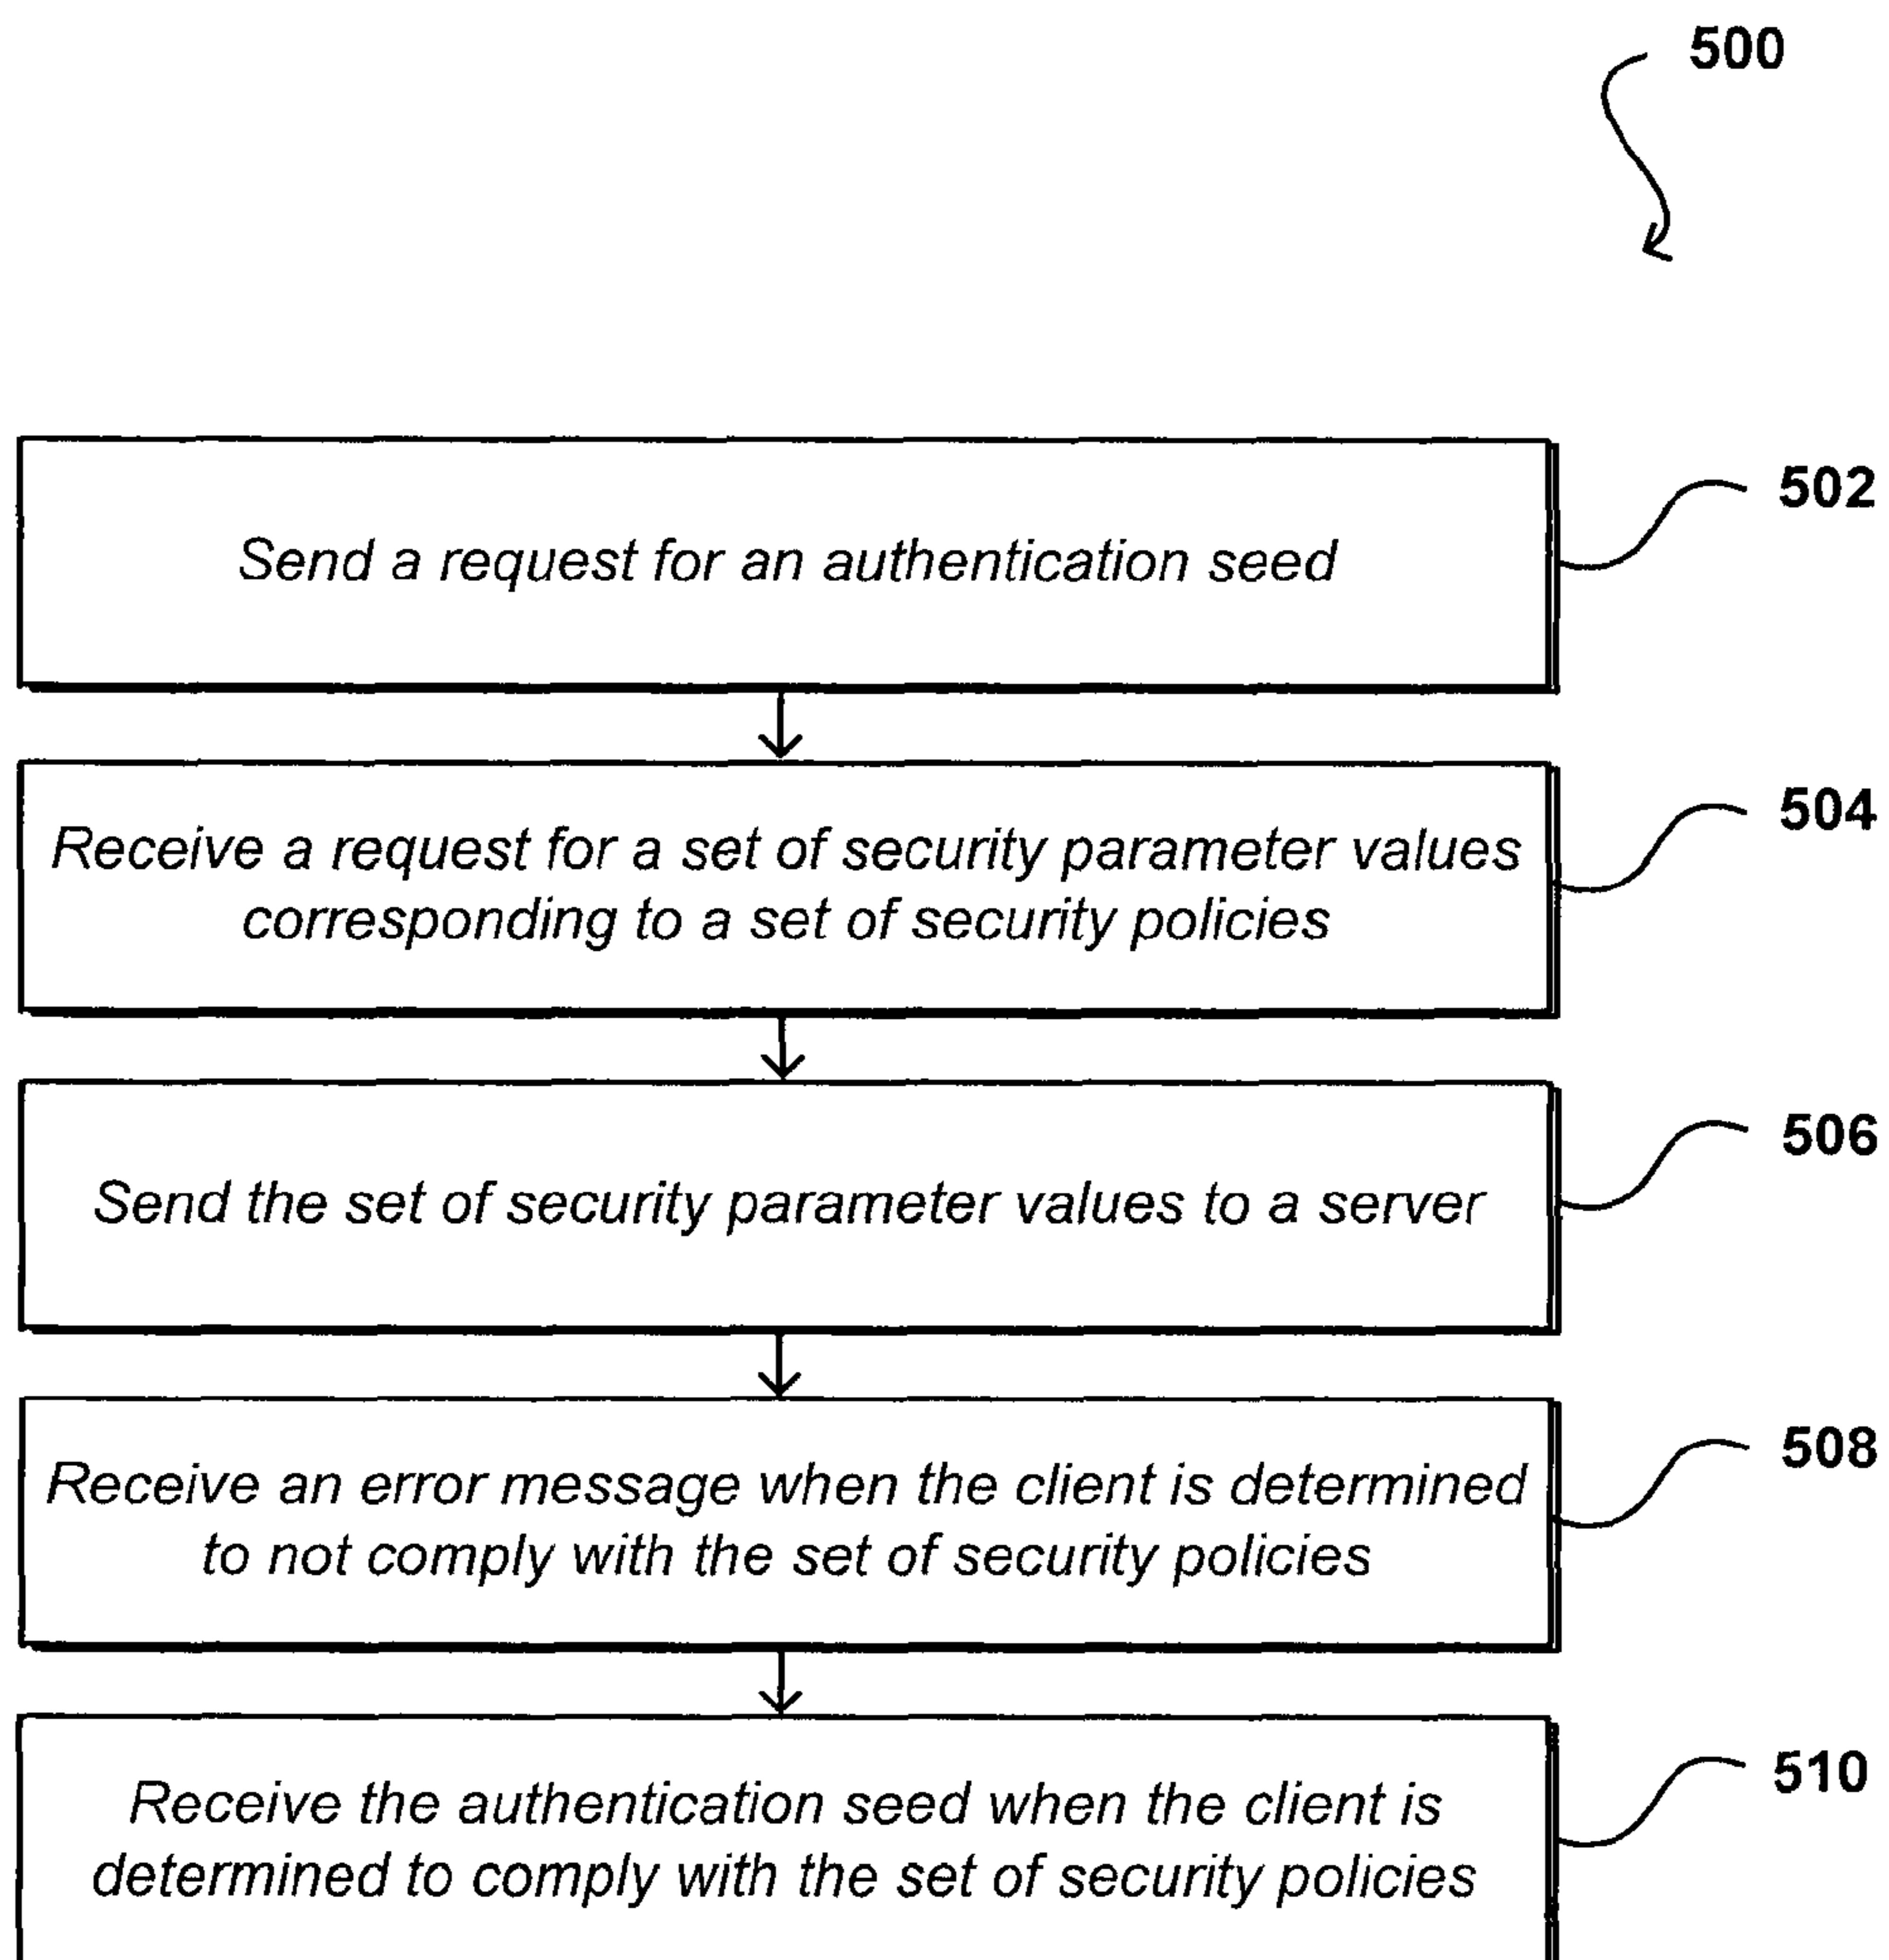 500
Send a request for an authentication seed
502
Receive a request for a set of security parameter values
corresponding to a set of security policies
504
Send the set of security parameter values to a server
506
Receive an error message when the client is determined
to not comply with the set of security policies
508
Receive the authentication seed when the client is
determined to comply with the set of security policies
510